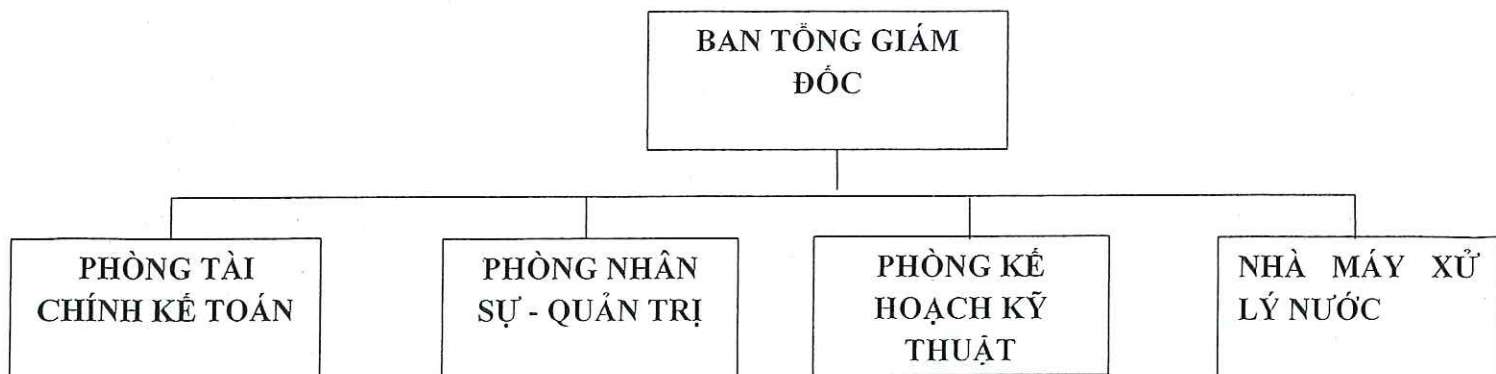 BAN TỔNG GIÁM
ĐỐC
PHÒNG TÀI
CHÍNH KẾ TOÁN
PHÒNG NHÂN
SỰ - QUẢN TRỊ
PHÒNG KẾ
HOẠCH KỸ
THUẬT
NHÀ MÁY XỬ
LÝ NƯỚC